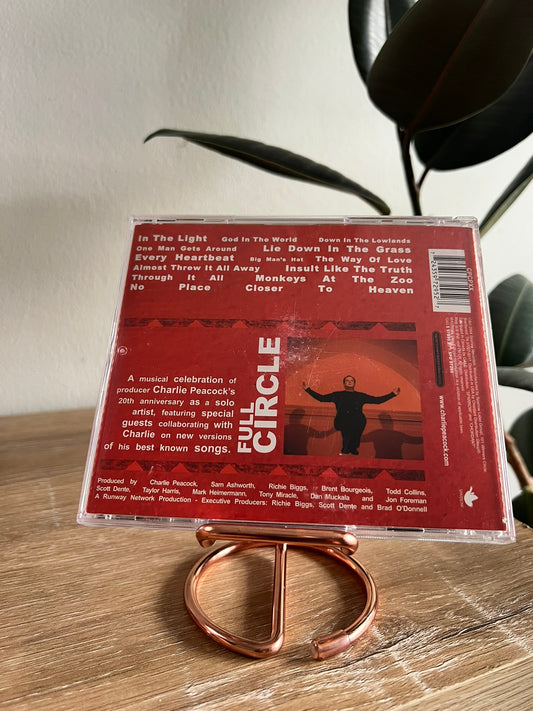 In The Light God In The World Down In The Lowlands
One Man Gets Around Lie Down In The Grass
Every Heartbeat Big Man's Hat The Way Of Love
Almost Threw It All Away Insult Like The Truth
Through It All Monkeys At The Zoo
No Place Closer To Heaven
A musical celebration of
producer Charlie Peacock's
20th anniversary as a solo
artist, featuring special
guests collaborating with
Charlie on new versions
of his best known songs.
FULL
CIRCLE
Produced by Charlie Peacock, Sam Ashworth, Richie Biggs, Brent Bourgeois, Todd Collins,
Scott Dente, Taylor Harris, Mark Heimermann, Tony Miracle, Dan Muckala and Jon Foreman
A Runway Network Production - Executive Producers: Richie Biggs, Scott Dente and Brad O'Donnell
www.charliepeacock.com